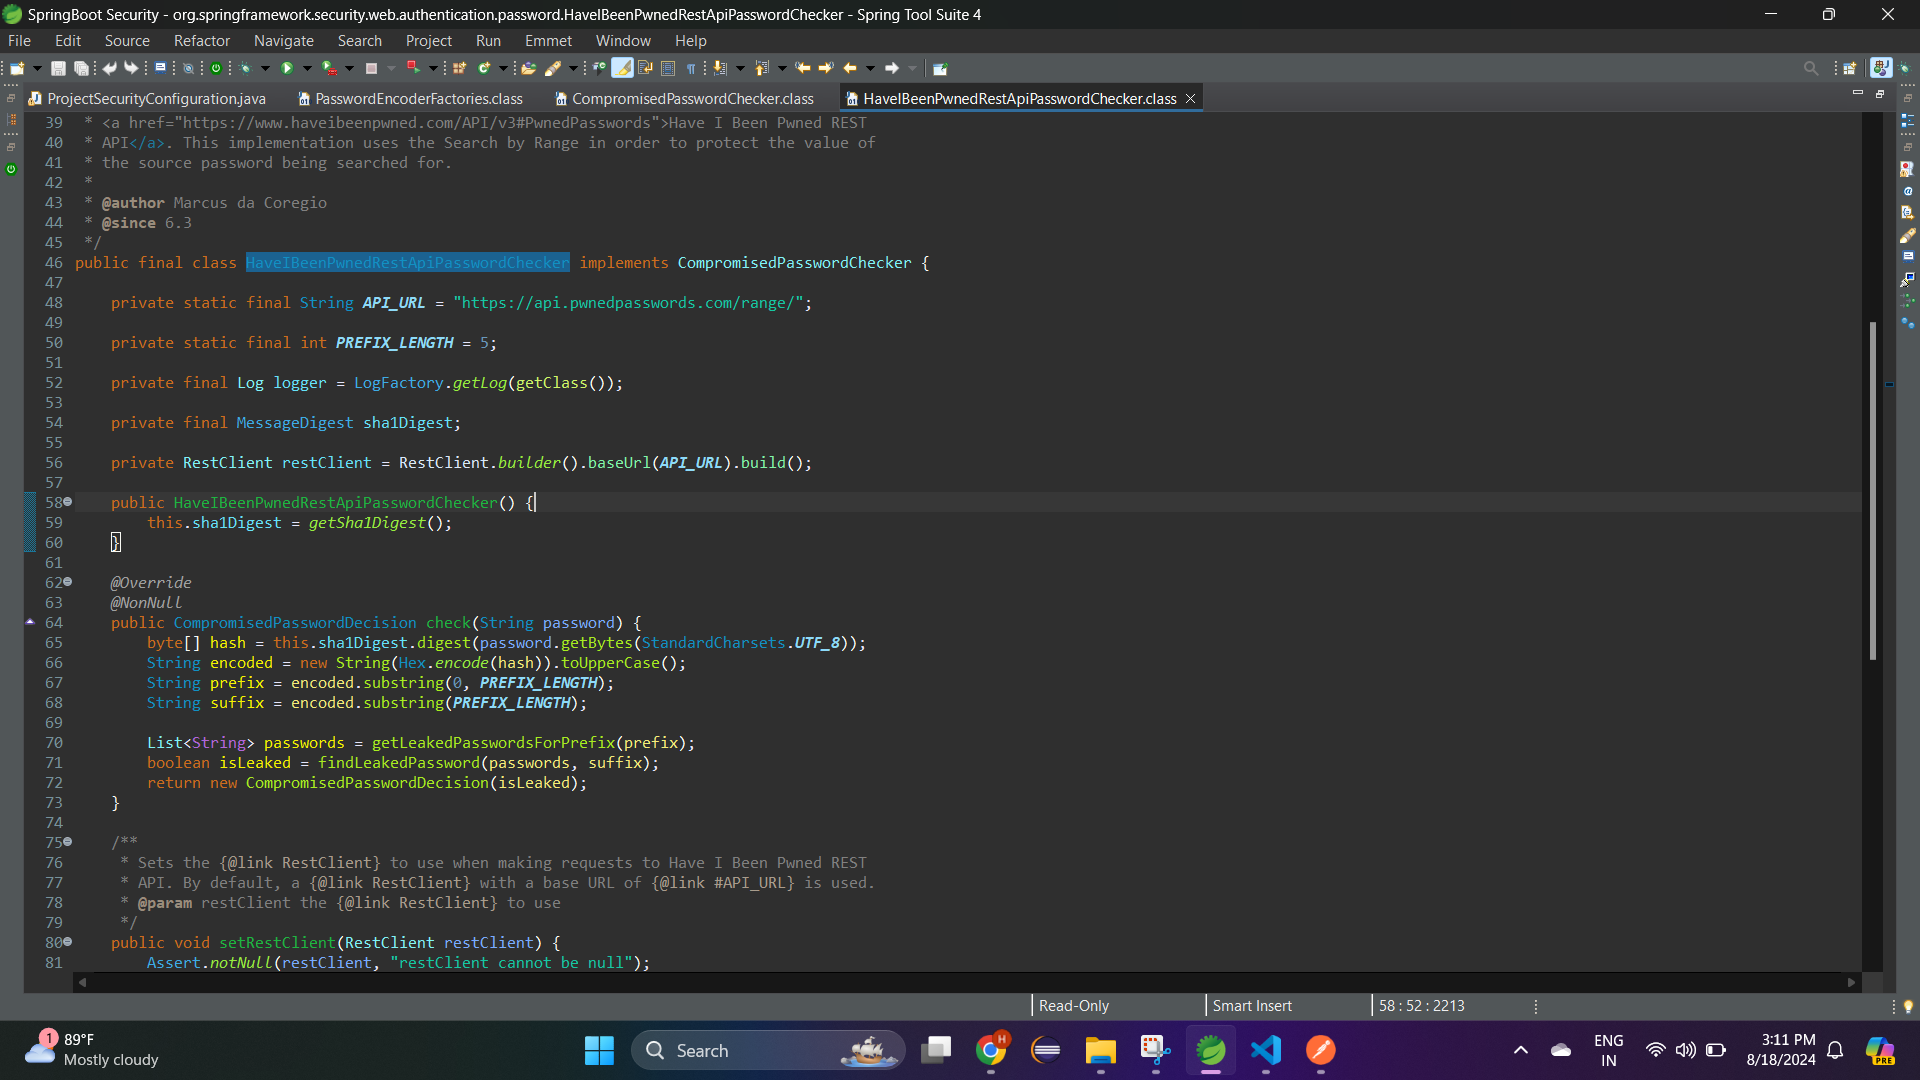 SpringBoot Security - org.springframework.security.web.authentication.password.HaveIBeenPwnedRestApiPasswordChecker - Spring Tool Suite 4
File Edit Source Refactor Navigate Search Project Run Emmet Window Help
ProjectSecurityConfiguration.java PasswordEncoderFactories.class CompromisedPasswordChecker.class HaveIBeenPwnedRestApiPasswordChecker.class
39 * <a href="https://www.haveibeenpwned.com/API/v3#PwnedPasswords">Have I Been Pwned REST
40 * API</a>. This implementation uses the Search by Range in order to protect the value of
41 * the source password being searched for.
42 *
43 * @author Marcus da Coregio
44 * @since 6.3
45 */
46 public final class HaveIBeenPwnedRestApiPasswordChecker implements CompromisedPasswordChecker {
47
48 private static final String API_URL = "https://api.pwnedpasswords.com/range/";
49
50 private static final int PREFIX_LENGTH = 5;
51
52 private final Log logger = LogFactory.getLog(getClass());
53
54 private final MessageDigest sha1Digest;
55
56 private RestClient restClient = RestClient.builder().baseUrl(API_URL).build();
57
58 public HaveIBeenPwnedRestApiPasswordChecker() {
59 this.sha1Digest = getSha1Digest();
60 }
61
62 @Override
63 @NonNull
64 public CompromisedPasswordDecision check(String password) {
65 byte[] hash = this.sha1Digest.digest(password.getBytes(StandardCharsets.UTF_8));
66 String encoded = new String(Hex.encode(hash)).toUpperCase();
67 String prefix = encoded.substring(0, PREFIX_LENGTH);
68 String suffix = encoded.substring(PREFIX_LENGTH);
69
70 List<String> passwords = getLeakedPasswordsForPrefix(prefix);
71 boolean isLeaked = findLeakedPassword(passwords, suffix);
72 return new CompromisedPasswordDecision(isLeaked);
73 }
74
75 /**
76 * Sets the {@link RestClient} to use when making requests to Have I Been Pwned REST
77 * API. By default, a {@link RestClient} with a base URL of {@link #API_URL} is used.
78 * @param restClient the {@link RestClient} to use
79 */
80 public void setRestClient(RestClient restClient) {
81 Assert.notNull(restClient, "restClient cannot be null");
Read-Only Smart Insert 58 : 52 : 2213
1 89°F
Mostly cloudy
Search
H
ENG
IN
3:11 PM
8/18/2024
PRE